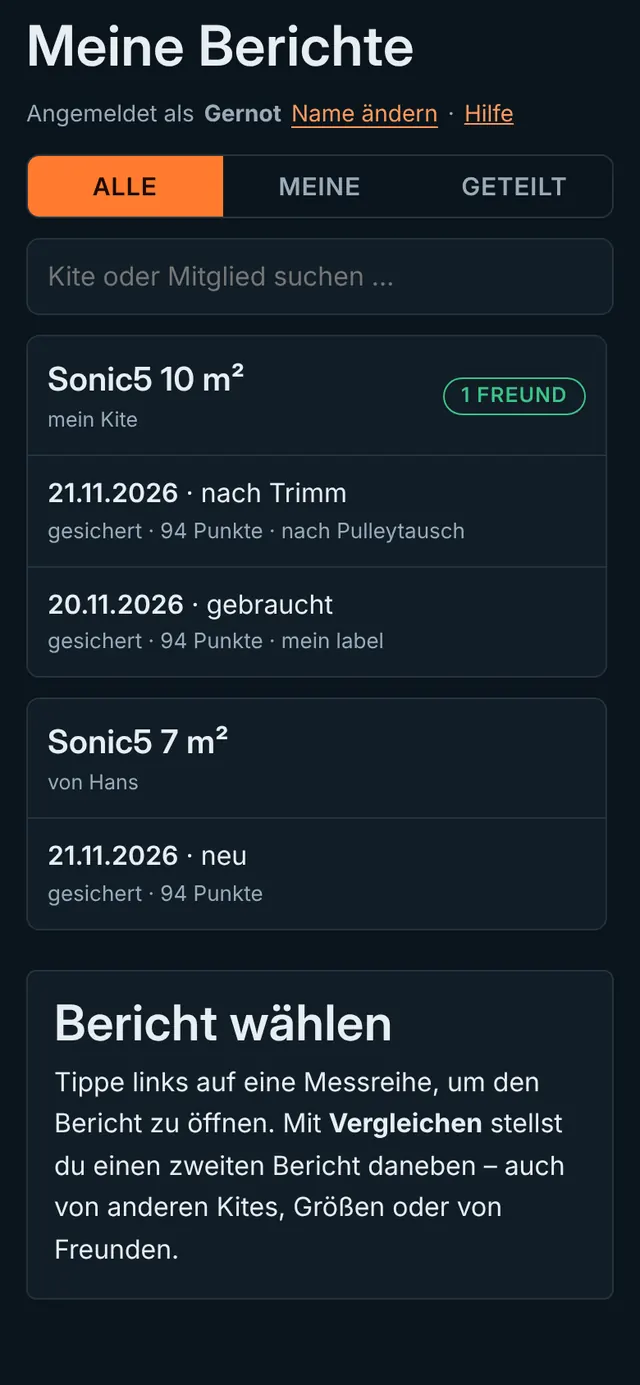 Meine Berichte
Angemeldet als Gernot Name ändern · Hilfe
ALLE MEINE GETEILT
Kite oder Mitglied suchen ...
Sonic5 10 m²
mein Kite
1 FREUND
21.11.2026 · nach Trimm
gesichert · 94 Punkte · nach Pulleytausch
20.11.2026 · gebraucht
gesichert · 94 Punkte · mein label
Sonic5 7 m²
von Hans
21.11.2026 · neu
gesichert · 94 Punkte
Bericht wählen
Tippe links auf eine Messreihe, um den
Bericht zu öffnen. Mit Vergleichen stellst
du einen zweiten Bericht daneben – auch
von anderen Kites, Größen oder von
Freunden.